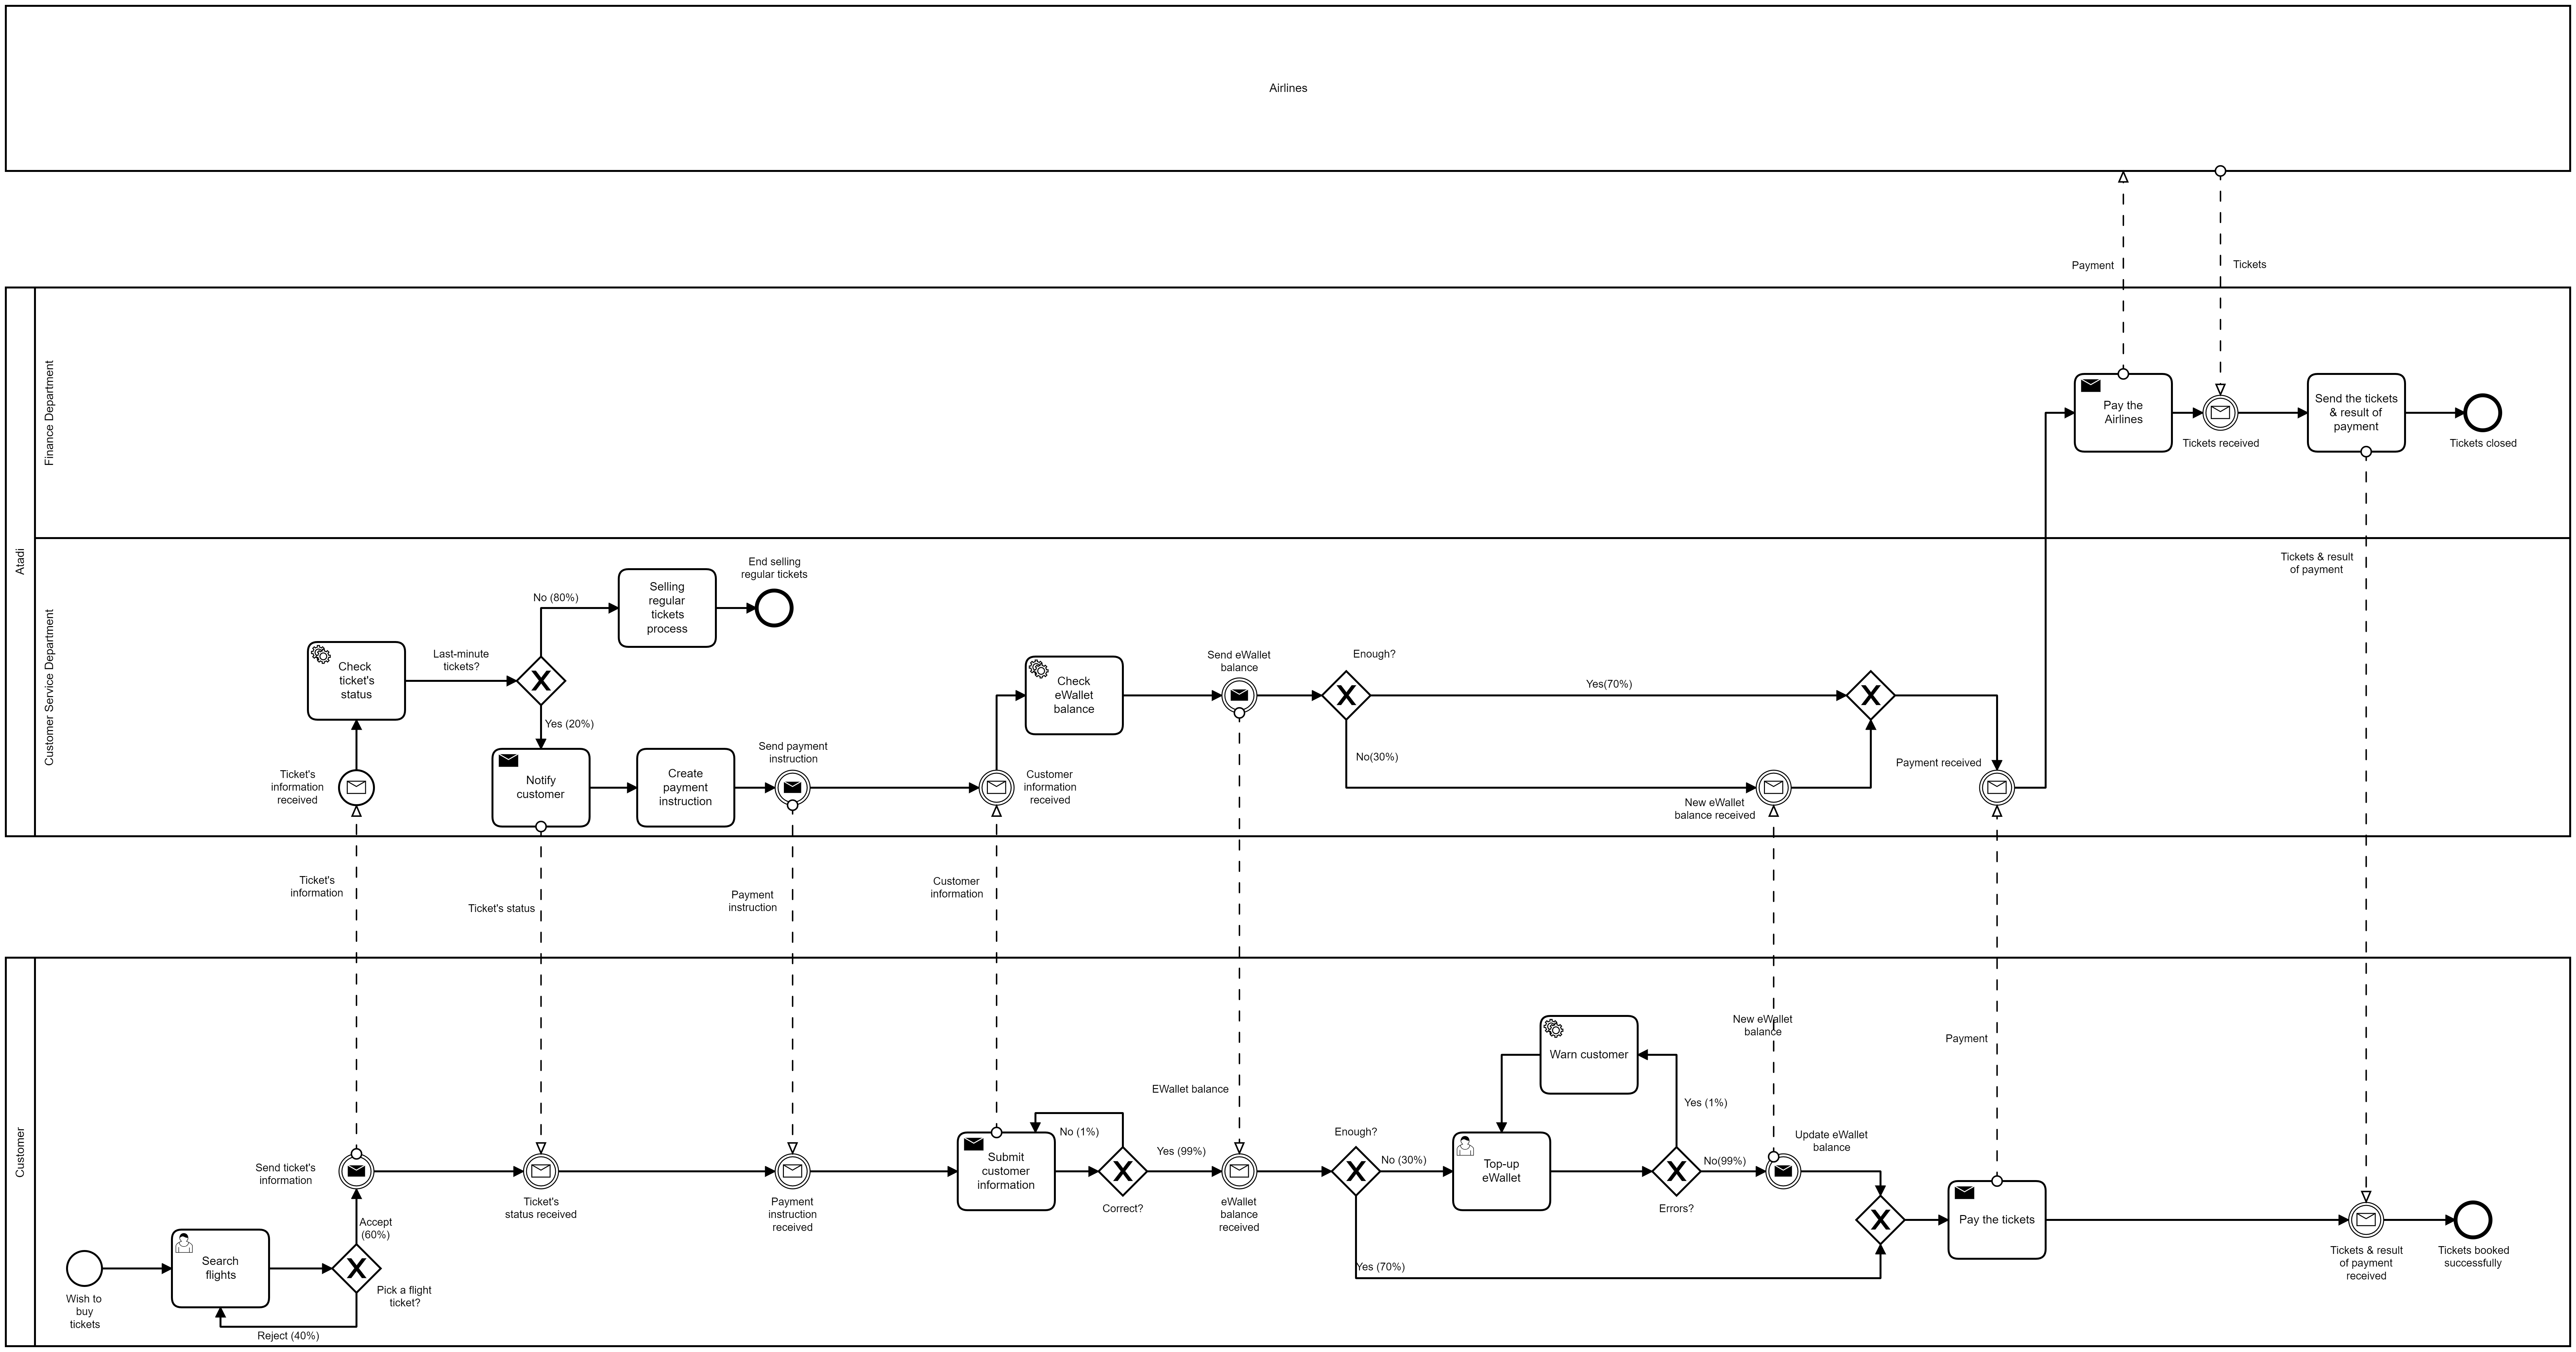 Airlines
Payment
Tickets
Atadi
Finance Department
Pay the
Airlines
Tickets received
Send the tickets
& result of
payment
Tickets closed
Customer Service Department
Ticket's
information
received
Check
ticket's
status
Last-minute
tickets?
No (80%)
Yes (20%)
Selling
regular
tickets
process
End selling
regular tickets
Notify
customer
Create
payment
instruction
Send payment
instruction
Customer
information
received
Check
eWallet
balance
Send eWallet
balance
Enough?
Yes(70%)
No(30%)
New eWallet
balance received
Payment received
Tickets & result
of payment
Ticket's
information
Ticket's status
Payment
instruction
Customer
information
EWallet balance
New eWallet
balance
Payment
Customer
Wish to
buy
tickets
Search
flights
Pick a flight
ticket?
Reject (40%)
Accept
(60%)
Send ticket's
information
Ticket's
status received
Payment
instruction
received
Submit
customer
information
No (1%)
Correct?
Yes (99%)
eWallet
balance
received
Enough?
No (30%)
Yes (70%)
Top-up
eWallet
Warn customer
Yes (1%)
Errors?
No(99%)
Update eWallet
balance
Pay the tickets
Tickets & result
of payment
received
Tickets booked
successfully